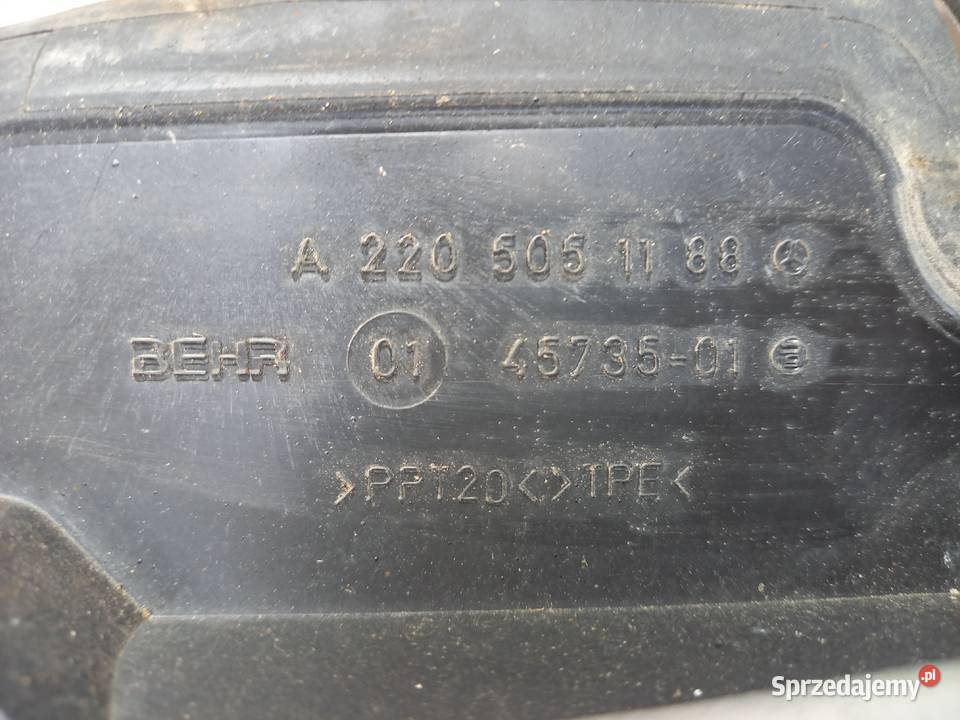 A 220 505 11 88
BEHR 01 45735-01
>PPT20<>TPE<
Sprzedajemy.pl